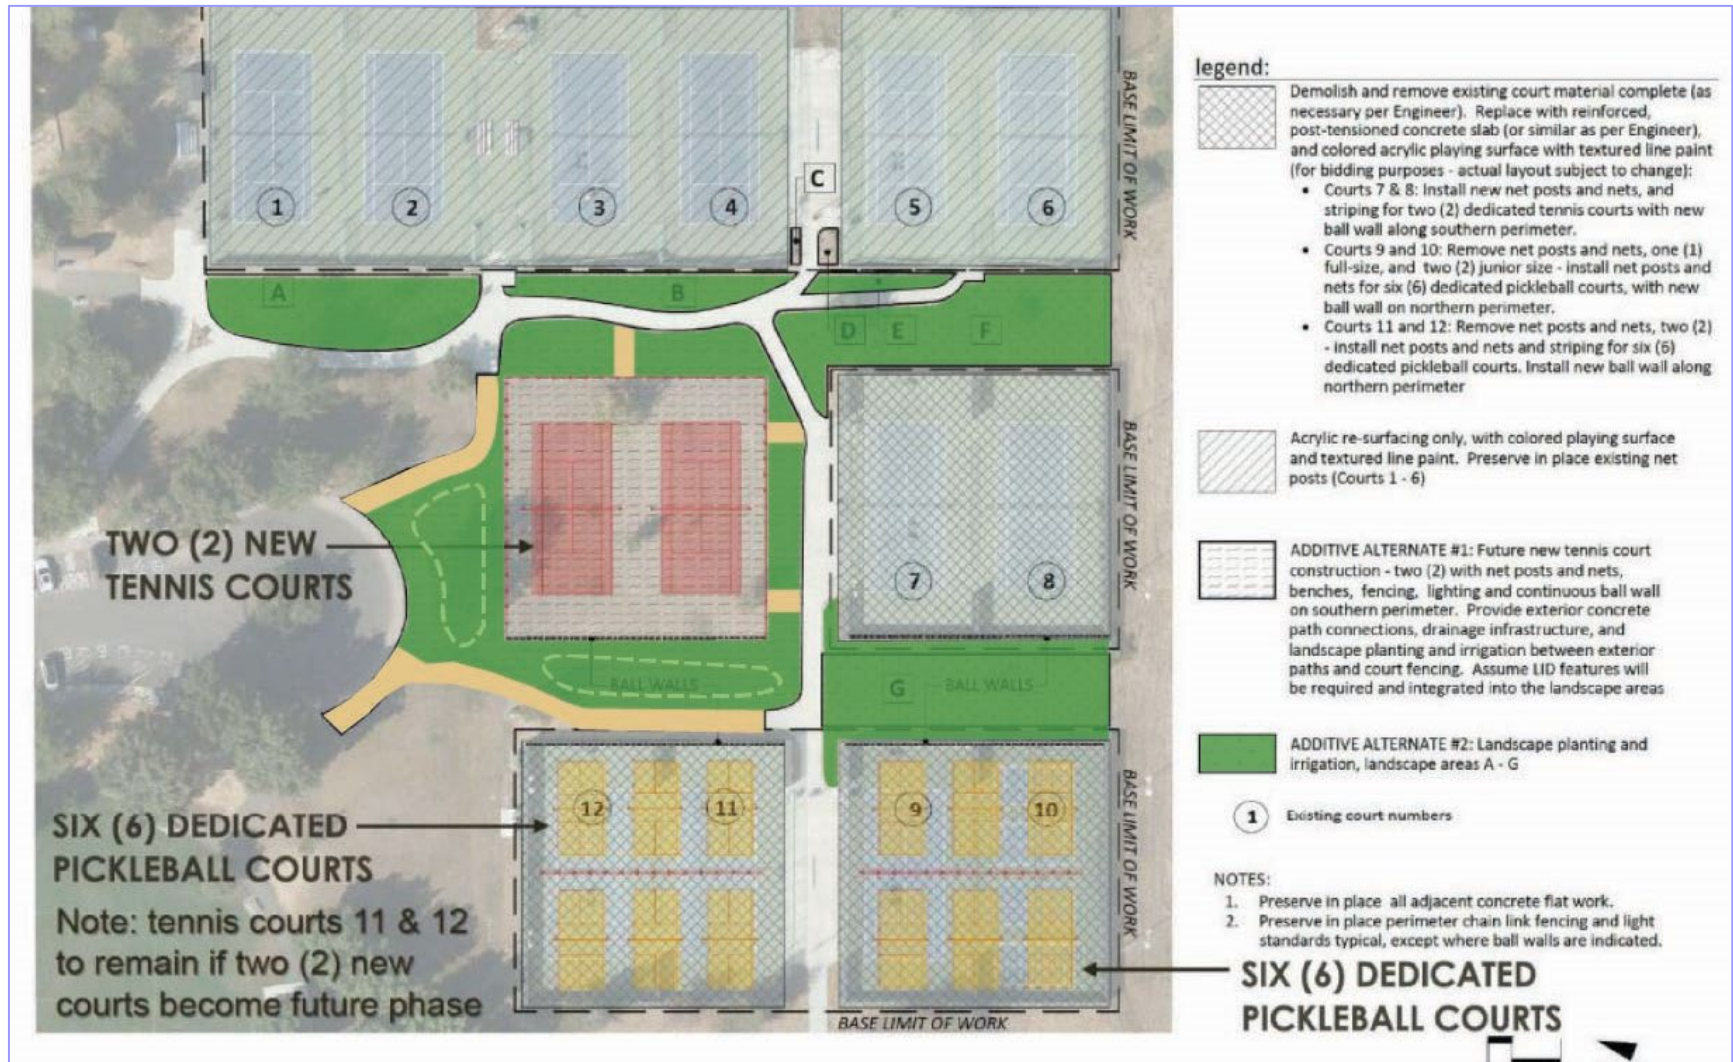 1
2
3
4
5
6
C
BASE LIMIT OF WORK
A
B
D
E
F
BASE LIMIT OF WORK
TWO (2) NEW
TENNIS COURTS
7
8
BALL WALLS
G
BALL WALLS
12
11
9
10
BASE LIMIT OF WORK
SIX (6) DEDICATED
PICKLEBALL COURTS
Note: tennis courts 11 & 12
to remain if two (2) new
courts become future phase
BASE LIMIT OF WORK
legend:
Demolish and remove existing court material complete (as
necessary per Engineer). Replace with reinforced,
post-tensioned concrete slab (or similar as per Engineer),
and colored acrylic playing surface with textured line paint
(for bidding purposes - actual layout subject to change):
• Courts 7 & 8: Install new net posts and nets, and
striping for two (2) dedicated tennis courts with new
ball wall along southern perimeter.
• Courts 9 and 10: Remove net posts and nets, one (1)
full-size, and two (2) junior size - install net posts and
nets for six (6) dedicated pickleball courts, with new
ball wall on northern perimeter.
• Courts 11 and 12: Remove net posts and nets, two (2)
- install net posts and nets and striping for six (6)
dedicated pickleball courts. Install new ball wall along
northern perimeter
Acrylic re-surfacing only, with colored playing surface
and textured line paint. Preserve in place existing net
posts (Courts 1 - 6)
ADDITIVE ALTERNATE #1: Future new tennis court
construction - two (2) with net posts and nets,
benches, fencing, lighting and continuous ball wall
on southern perimeter. Provide exterior concrete
path connections, drainage infrastructure, and
landscape planting and irrigation between exterior
paths and court fencing. Assume LID features will
be required and integrated into the landscape areas
ADDITIVE ALTERNATE #2: Landscape planting and
irrigation, landscape areas A - G
1 Existing court numbers
NOTES:
1. Preserve in place all adjacent concrete flat work.
2. Preserve in place perimeter chain link fencing and light
standards typical, except where ball walls are indicated.
SIX (6) DEDICATED
PICKLEBALL COURTS